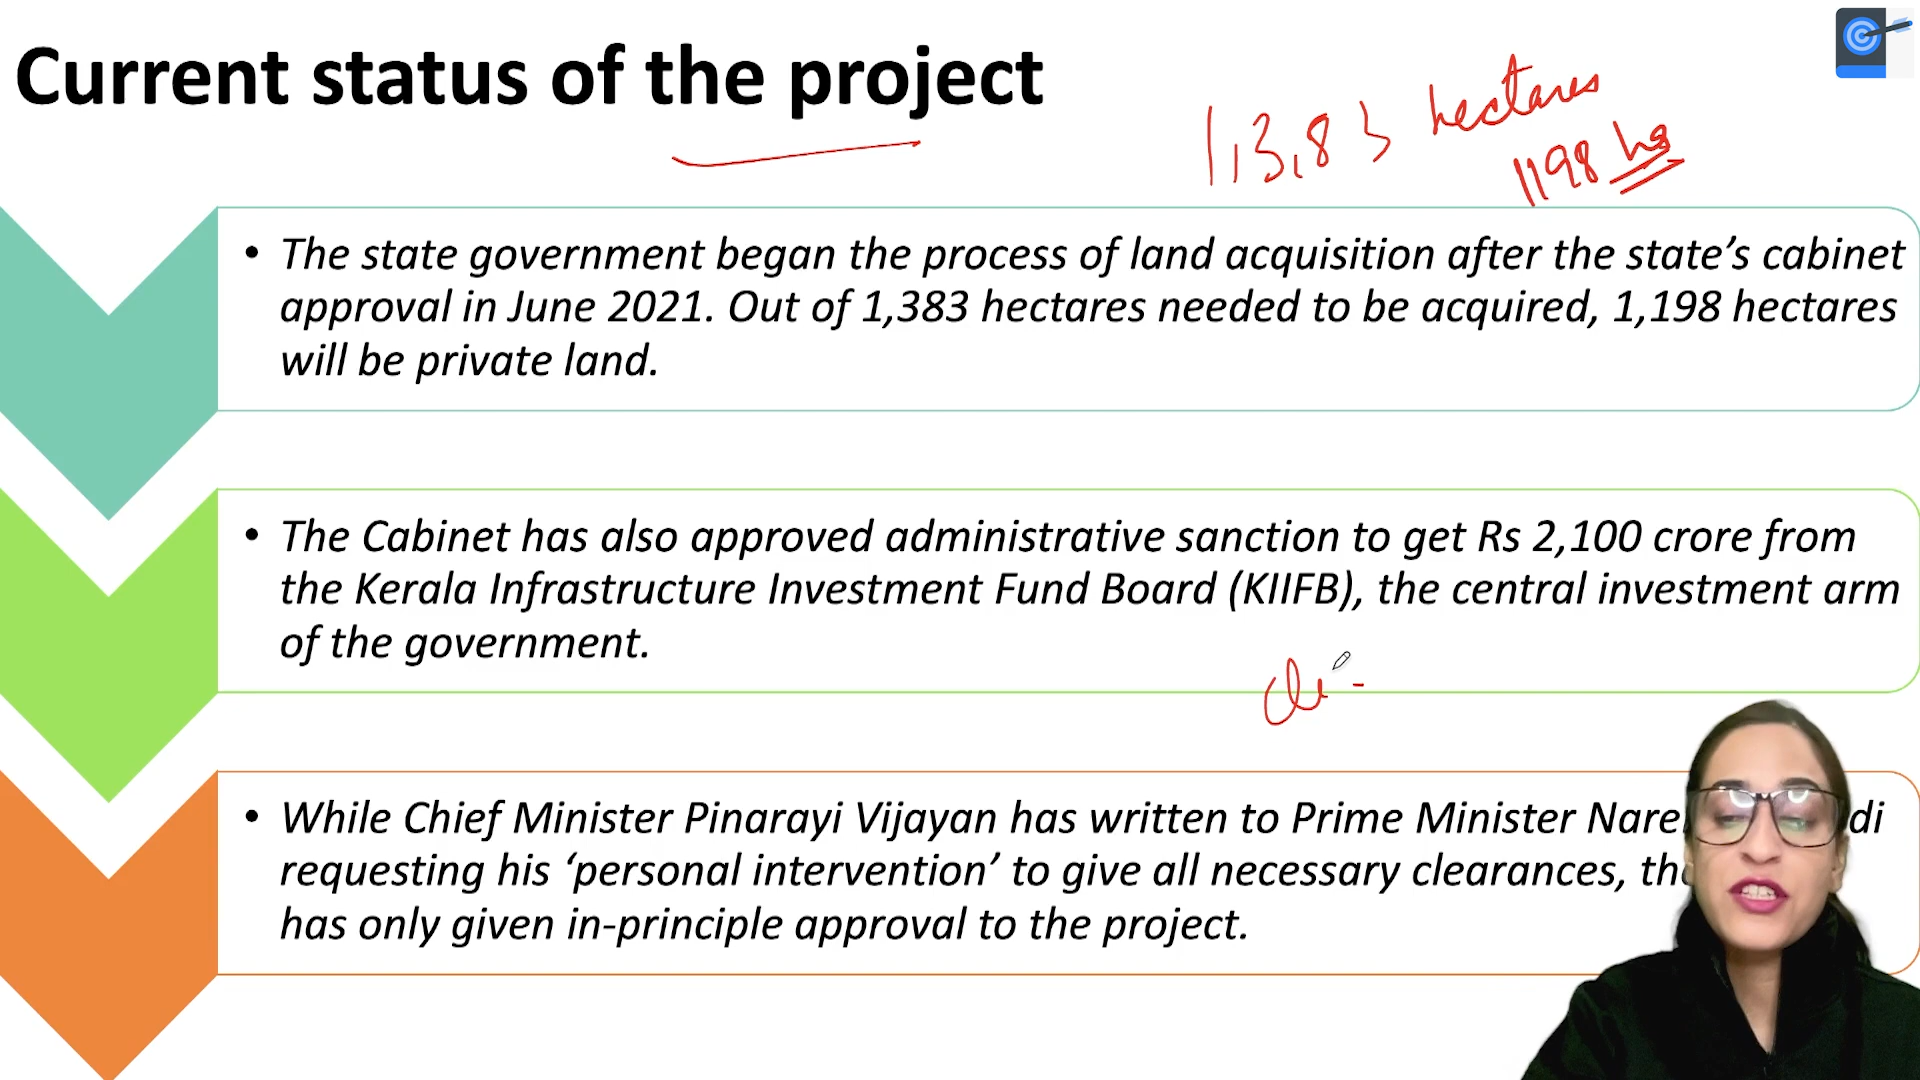 Current status of the project
1,3,83 hectares
1198 ha
• The state government began the process of land acquisition after the state’s cabinet
approval in June 2021. Out of 1,383 hectares needed to be acquired, 1,198 hectares
will be private land.
• The Cabinet has also approved administrative sanction to get Rs 2,100 crore from
the Kerala Infrastructure Investment Fund Board (KIIFB), the central investment arm
of the government.
• While Chief Minister Pinarayi Vijayan has written to Prime Minister
requesting his ‘personal intervention’ to give all necessary clearances,
has only given in-principle approval to the project.